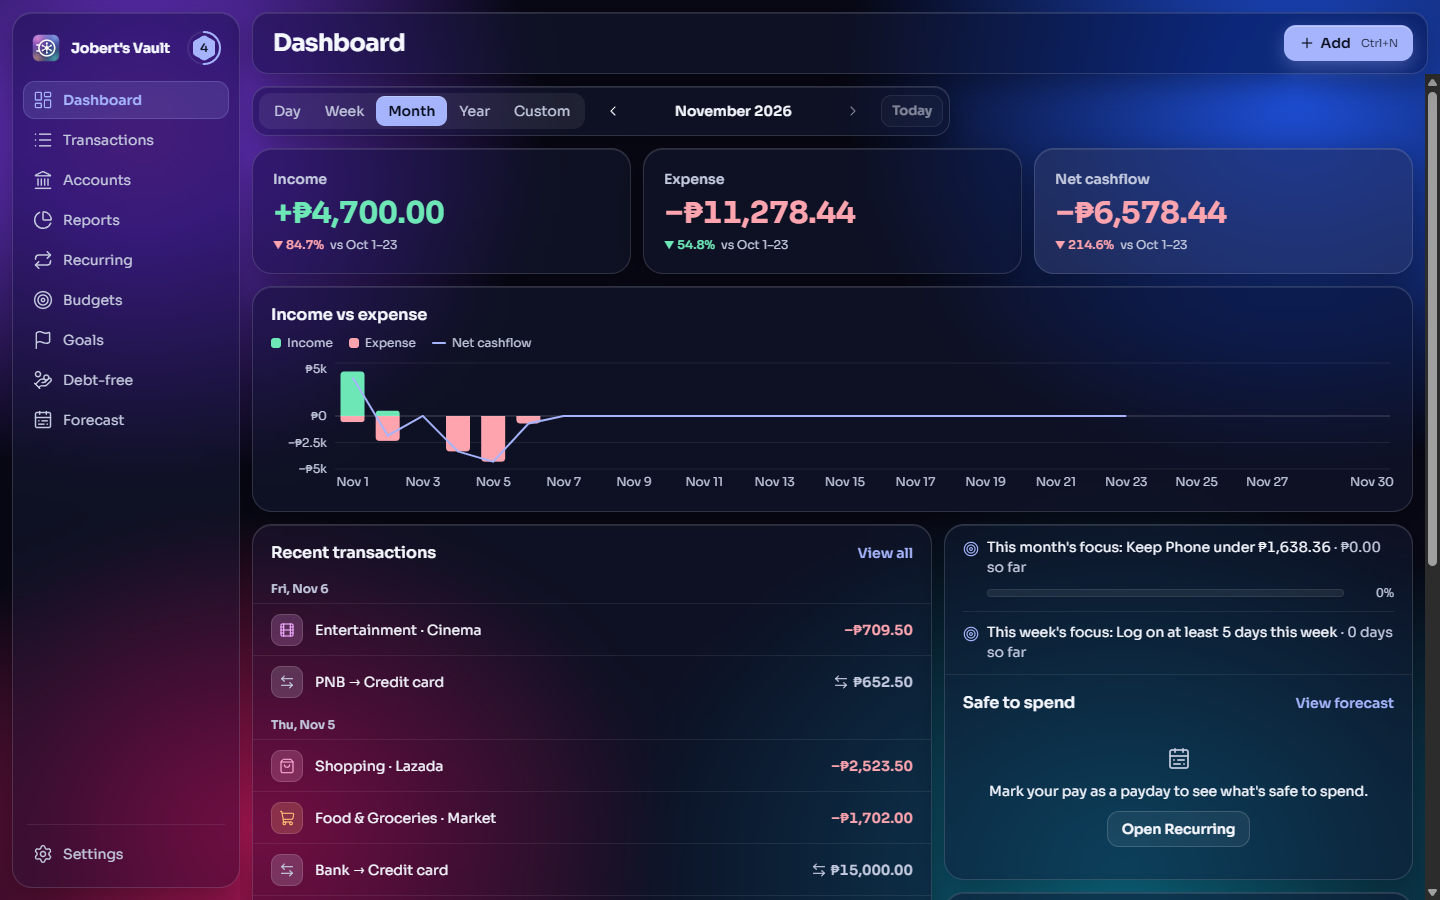 Jobert's Vault
4
Dashboard
Transactions
Accounts
Reports
Recurring
Budgets
Goals
Debt-free
Forecast
Settings
Dashboard
+ Add Ctrl+N
Day Week Month Year Custom
November 2026
Today
Income
+₱4,700.00
▼ 84.7% vs Oct 1–23
Expense
−₱11,278.44
▼ 54.8% vs Oct 1–23
Net cashflow
−₱6,578.44
▼ 214.6% vs Oct 1–23
Income vs expense
Income Expense Net cashflow
₱5k
₱0
−₱2.5k
−₱5k
Nov 1 Nov 3 Nov 5 Nov 7 Nov 9 Nov 11 Nov 13 Nov 15 Nov 17 Nov 19 Nov 21 Nov 23 Nov 25 Nov 27 Nov 30
Recent transactions View all
Fri, Nov 6
Entertainment · Cinema −₱709.50
PNB → Credit card ₱652.50
Thu, Nov 5
Shopping · Lazada −₱2,523.50
Food & Groceries · Market −₱1,702.00
Bank → Credit card ₱15,000.00
This month's focus: Keep Phone under ₱1,638.36 · ₱0.00
so far
0%
This week's focus: Log on at least 5 days this week · 0 days
so far
Safe to spend View forecast
Mark your pay as a payday to see what's safe to spend.
Open Recurring